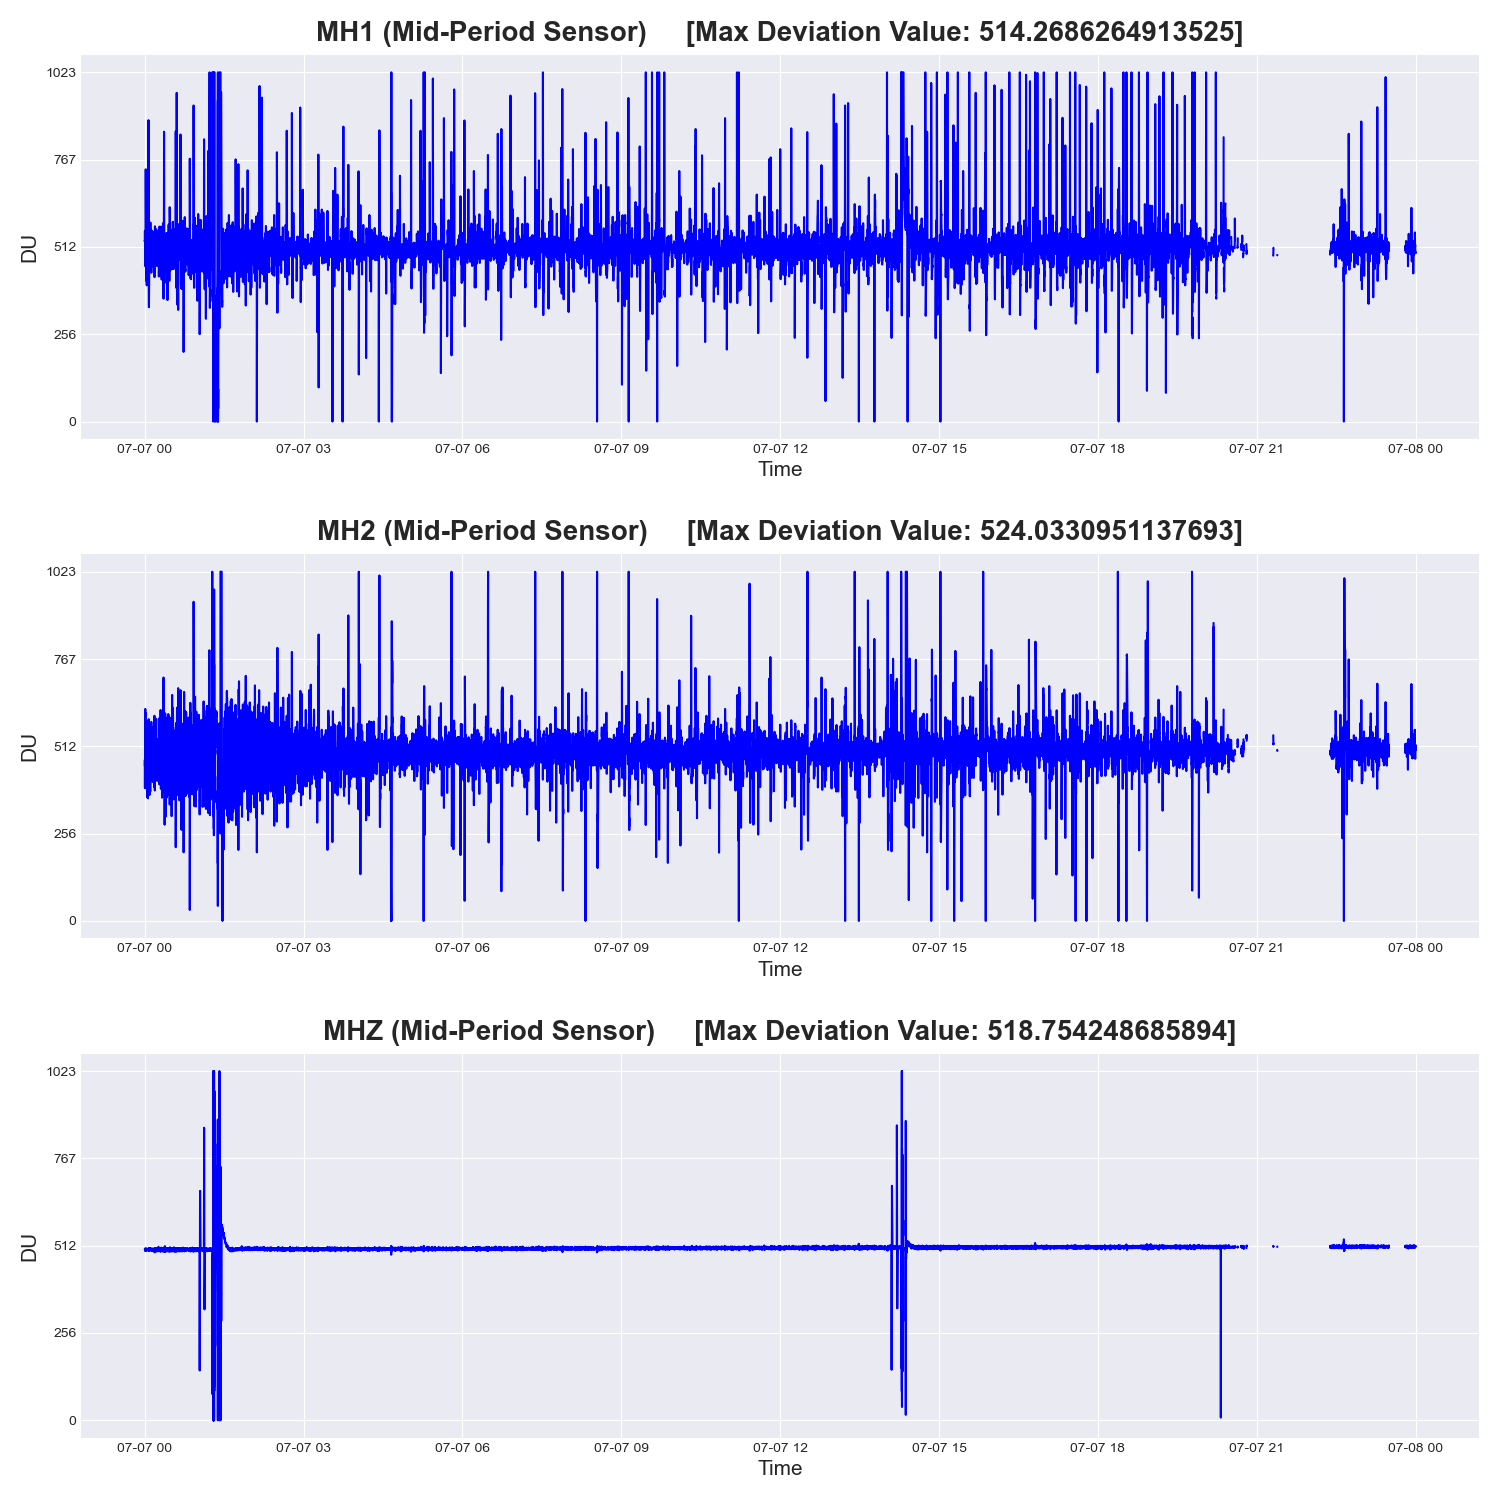 MH1 (Mid-Period Sensor) [Max Deviation Value: 514.2686264913525]
1023
767
512
256
0
DU
07-07 00 07-07 03 07-07 06 07-07 09 07-07 12 07-07 15 07-07 18 07-07 21 07-08 00
Time
MH2 (Mid-Period Sensor) [Max Deviation Value: 524.0330951137693]
1023
767
512
256
0
DU
07-07 00 07-07 03 07-07 06 07-07 09 07-07 12 07-07 15 07-07 18 07-07 21 07-08 00
Time
MHZ (Mid-Period Sensor) [Max Deviation Value: 518.754248685894]
1023
767
512
256
0
DU
07-07 00 07-07 03 07-07 06 07-07 09 07-07 12 07-07 15 07-07 18 07-07 21 07-08 00
Time